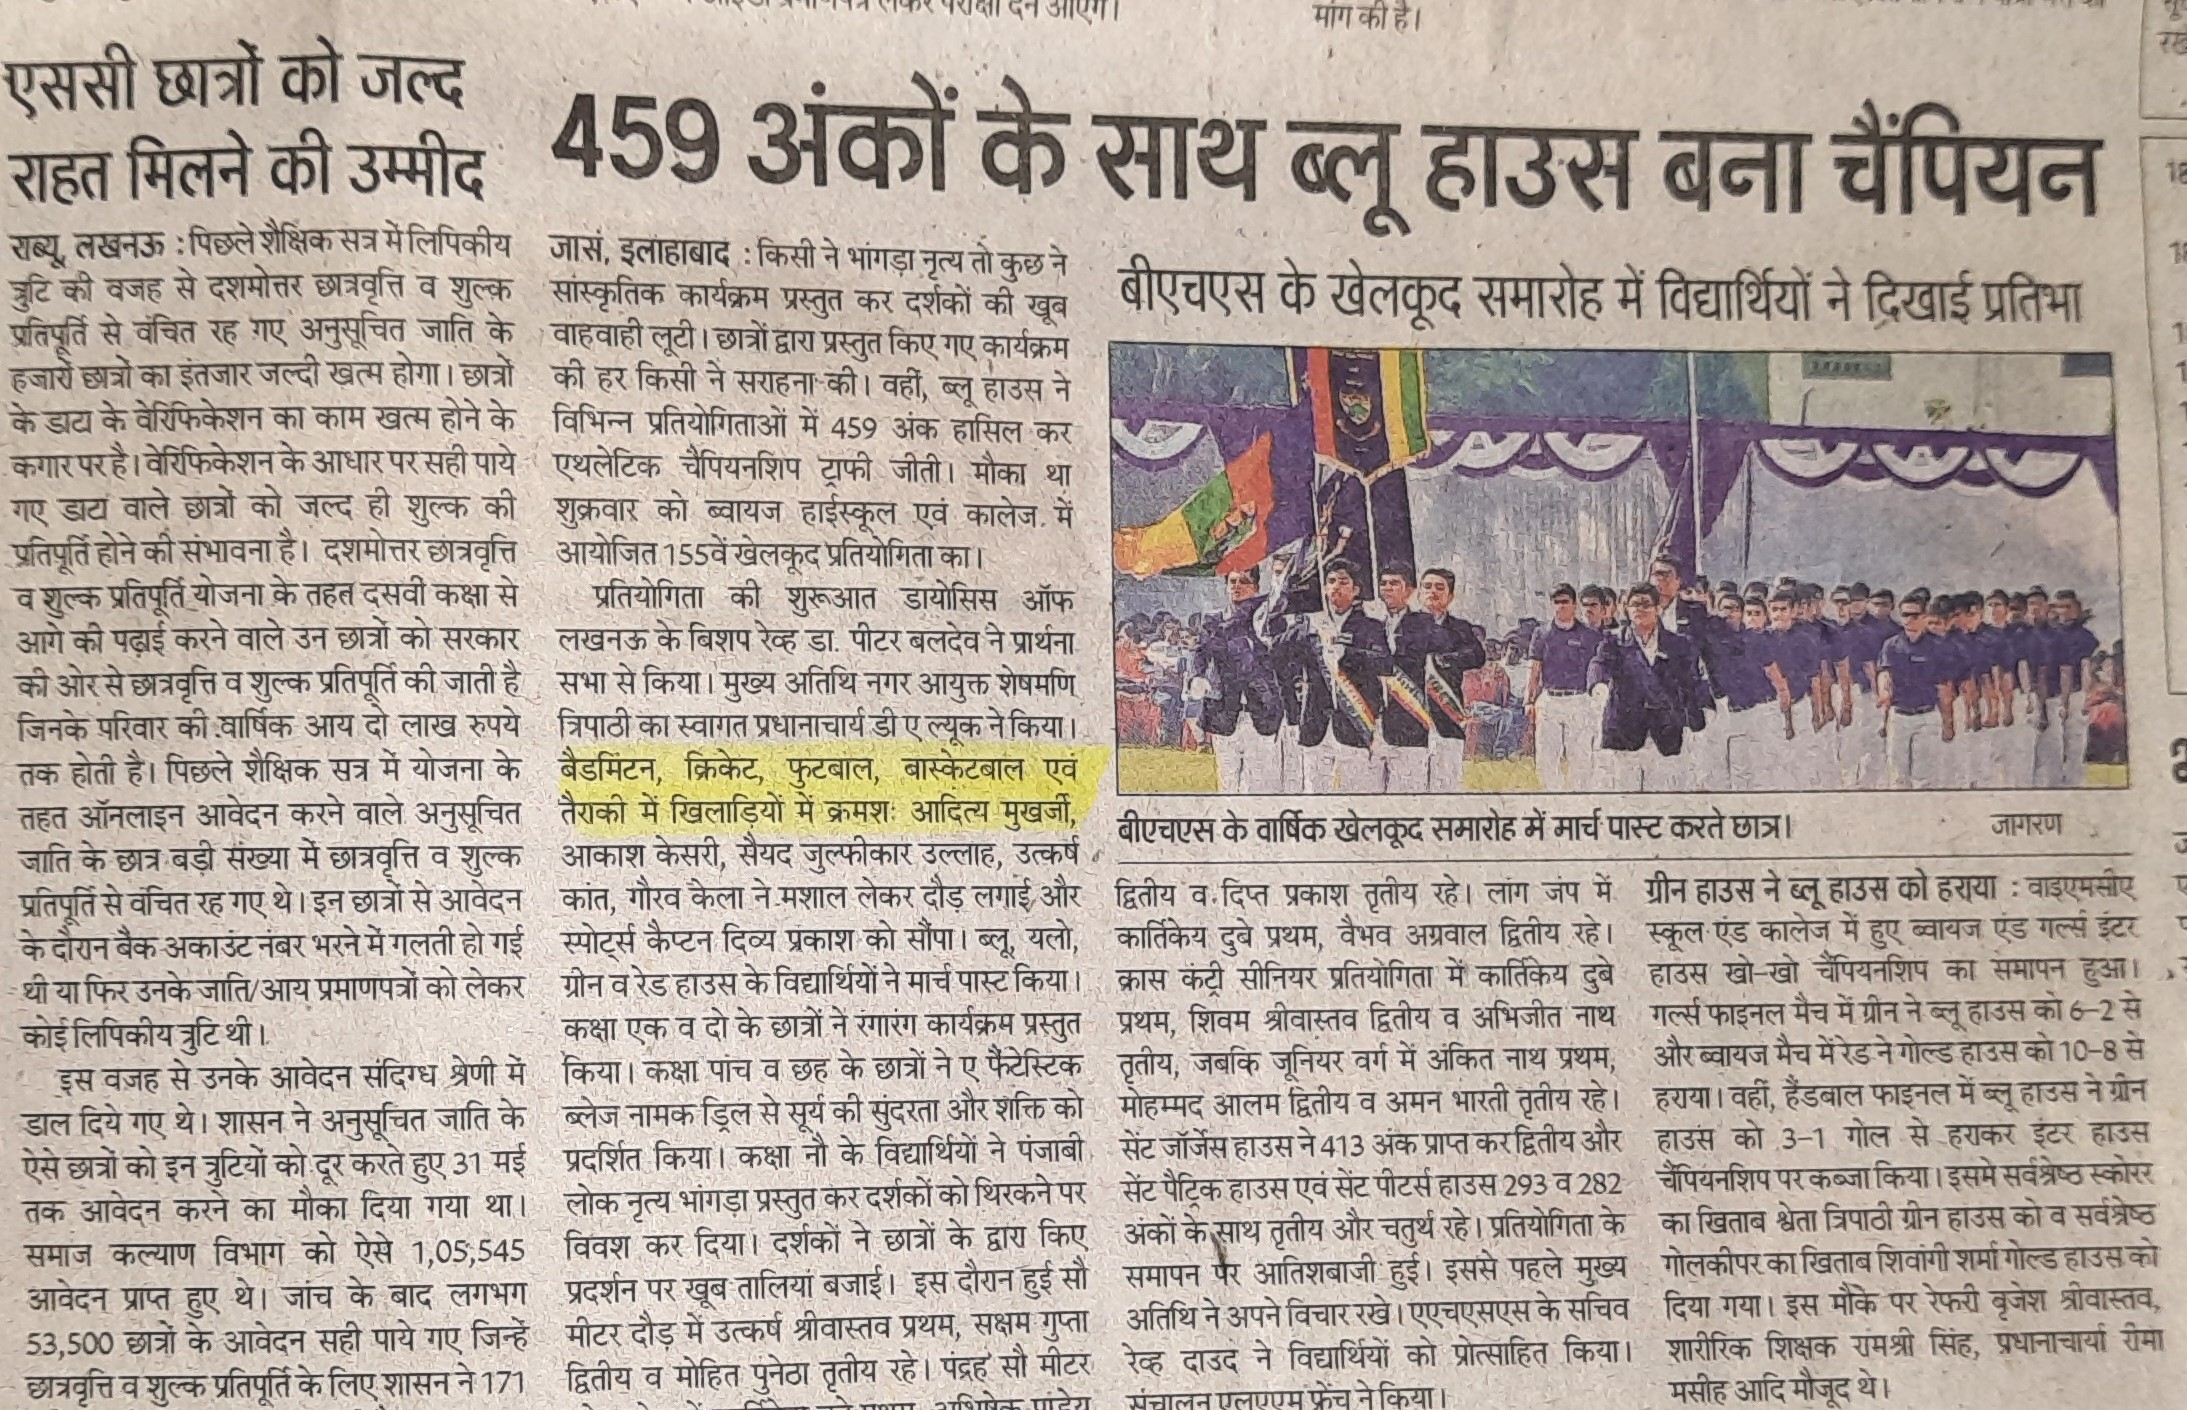 मांग की है।
एससी छात्रों को जल्द
राहत मिलने की उम्मीद
राब्यू, लखनऊ : पिछले शैक्षिक सत्र में लिपिकीय
त्रुटि की वजह से दशमोत्तर छात्रवृत्ति व शुल्क
प्रतिपूर्ति से वंचित रह गए अनुसूचित जाति के
हजारों छात्रों का इंतजार जल्दी खत्म होगा। छात्रों
के डाटा के वेरिफिकेशन का काम खत्म होने के
कगार पर है। वेरिफिकेशन के आधार पर सही पाये
गए डाटा वाले छात्रों को जल्द ही शुल्क की
प्रतिपूर्ति होने की संभावना है। दशमोत्तर छात्रवृत्ति
व शुल्क प्रतिपूर्ति योजना के तहत दसवीं कक्षा से
आगे की पढ़ाई करने वाले उन छात्रों को सरकार
की ओर से छात्रवृत्ति व शुल्क प्रतिपूर्ति की जाती है
जिनके परिवार की वार्षिक आय दो लाख रुपये
तक होती है। पिछले शैक्षिक सत्र में योजना के
तहत ऑनलाइन आवेदन करने वाले अनुसूचित
जाति के छात्र बड़ी संख्या में छात्रवृत्ति व शुल्क
प्रतिपूर्ति से वंचित रह गए थे। इन छात्रों से आवेदन
के दौरान बैंक अकाउंट नंबर भरने में गलती हो गई
थी या फिर उनके जाति/आय प्रमाणपत्रों को लेकर
कोई लिपिकीय त्रुटि थी।
इस वजह से उनके आवेदन संदिग्ध श्रेणी में
डाल दिये गए थे। शासन ने अनुसूचित जाति के
ऐसे छात्रों को इन त्रुटियों को दूर करते हुए 31 मई
तक आवेदन करने का मौका दिया गया था।
समाज कल्याण विभाग को ऐसे 1,05,545
आवेदन प्राप्त हुए थे। जांच के बाद लगभग
53,500 छात्रों के आवेदन सही पाये गए जिन्हें
छात्रवृत्ति व शुल्क प्रतिपूर्ति के लिए शासन ने 171
459 अंकों के साथ ब्लू हाउस बना चैंपियन
बीएचएस के खेलकूद समारोह में विद्यार्थियों ने दिखाई प्रतिभा
जासं, इलाहाबाद : किसी ने भांगड़ा नृत्य तो कुछ ने
सांस्कृतिक कार्यक्रम प्रस्तुत कर दर्शकों की खूब
वाहवाही लूटी। छात्रों द्वारा प्रस्तुत किए गए कार्यक्रम
की हर किसी ने सराहना की। वहीं, ब्लू हाउस ने
विभिन्न प्रतियोगिताओं में 459 अंक हासिल कर
एथलेटिक चैंपियनशिप ट्राफी जीती। मौका था
शुक्रवार को ब्वायज हाईस्कूल एवं कालेज में
आयोजित 155वें खेलकूद प्रतियोगिता का।
प्रतियोगिता की शुरूआत डायोसिस ऑफ
लखनऊ के बिशप रेव्ह डा. पीटर बलदेव ने प्रार्थना
सभा से किया। मुख्य अतिथि नगर आयुक्त शेषमणि
त्रिपाठी का स्वागत प्रधानाचार्य डी ए ल्यूक ने किया।
बैडमिंटन, क्रिकेट, फुटबाल, बास्केटबाल एवं
तैराकी में खिलाड़ियों में क्रमशः आदित्य मुखर्जी,
आकाश केसरी, सैयद जुल्फीकार उल्लाह, उत्कर्ष
कांत, गौरव कैला ने मशाल लेकर दौड़ लगाई और
स्पोर्ट्स कैप्टन दिव्य प्रकाश को सौंपा। ब्लू, यलो,
ग्रीन व रेड हाउस के विद्यार्थियों ने मार्च पास्ट किया।
कक्षा एक व दो के छात्रों ने रंगारंग कार्यक्रम प्रस्तुत
किया। कक्षा पांच व छह के छात्रों ने ए फैंटेस्टिक
ब्लेज नामक ड्रिल से सूर्य की सुंदरता और शक्ति को
प्रदर्शित किया। कक्षा नौ के विद्यार्थियों ने पंजाबी
लोक नृत्य भांगड़ा प्रस्तुत कर दर्शकों को थिरकने पर
विवश कर दिया। दर्शकों ने छात्रों के द्वारा किए
प्रदर्शन पर खूब तालियां बजाई। इस दौरान हुई सौ
मीटर दौड़ में उत्कर्ष श्रीवास्तव प्रथम, सक्षम गुप्ता
द्वितीय व मोहित पुनेठा तृतीय रहे। पंद्रह सौ मीटर
बीएचएस के वार्षिक खेलकूद समारोह में मार्च पास्ट करते छात्र। जागरण
द्वितीय व दिप्त प्रकाश तृतीय रहे। लांग जंप में
कार्तिकेय दुबे प्रथम, वैभव अग्रवाल द्वितीय रहे।
क्रास कंट्री सीनियर प्रतियोगिता में कार्तिकेय दुबे
प्रथम, शिवम श्रीवास्तव द्वितीय व अभिजीत नाथ
तृतीय, जबकि जूनियर वर्ग में अंकित नाथ प्रथम,
मोहम्मद आलम द्वितीय व अमन भारती तृतीय रहे।
सेंट जॉर्जेस हाउस ने 413 अंक प्राप्त कर द्वितीय और
सेंट पैट्रिक हाउस एवं सेंट पीटर्स हाउस 293 व 282
अंकों के साथ तृतीय और चतुर्थ रहे। प्रतियोगिता के
समापन पर आतिशबाजी हुई। इससे पहले मुख्य
अतिथि ने अपने विचार रखे। एएचएसएस के सचिव
रेव्ह दाउद ने विद्यार्थियों को प्रोत्साहित किया।
संचालन एलएएम फ्रेंच ने किया।
ग्रीन हाउस ने ब्लू हाउस को हराया : वाइएमसीए
स्कूल एंड कालेज में हुए ब्वायज एंड गर्ल्स इंटर
हाउस खो-खो चैंपियनशिप का समापन हुआ।
गर्ल्स फाइनल मैच में ग्रीन ने ब्लू हाउस को 6-2 से
और ब्वायज मैच में रेड ने गोल्ड हाउस को 10-8 से
हराया। वहीं, हैंडबाल फाइनल में ब्लू हाउस ने ग्रीन
हाउस को 3-1 गोल से हराकर इंटर हाउस
चैंपियनशिप पर कब्जा किया। इसमे सर्वश्रेष्ठ स्कोरर
का खिताब श्वेता त्रिपाठी ग्रीन हाउस को व सर्वश्रेष्ठ
गोलकीपर का खिताब शिवांगी शर्मा गोल्ड हाउस को
दिया गया। इस मौके पर रेफरी बृजेश श्रीवास्तव,
शारीरिक शिक्षक रामश्री सिंह, प्रधानाचार्या रीमा
मसीह आदि मौजूद थे।